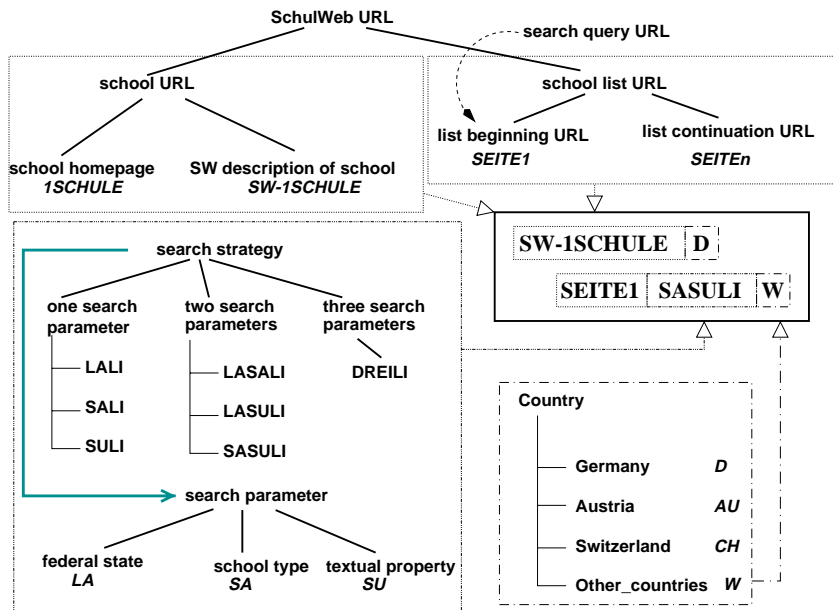 SchulWeb URL
search query URL
school URL
school list URL
list beginning URL
SEITE1
list continuation URL
SEITEn
school homepage
1SCHULE
SW description of school
SW-1SCHULE
SW-1SCHULE D
SEITE1 SASULI W
search strategy
one search
parameter
two search
parameters
three search
parameters
LALI
SALI
SULI
LASALI
LASULI
SASULI
DREILI
search parameter
federal state
LA
school type
SA
textual property
SU
Country
Germany D
Austria AU
Switzerland CH
Other_countries W